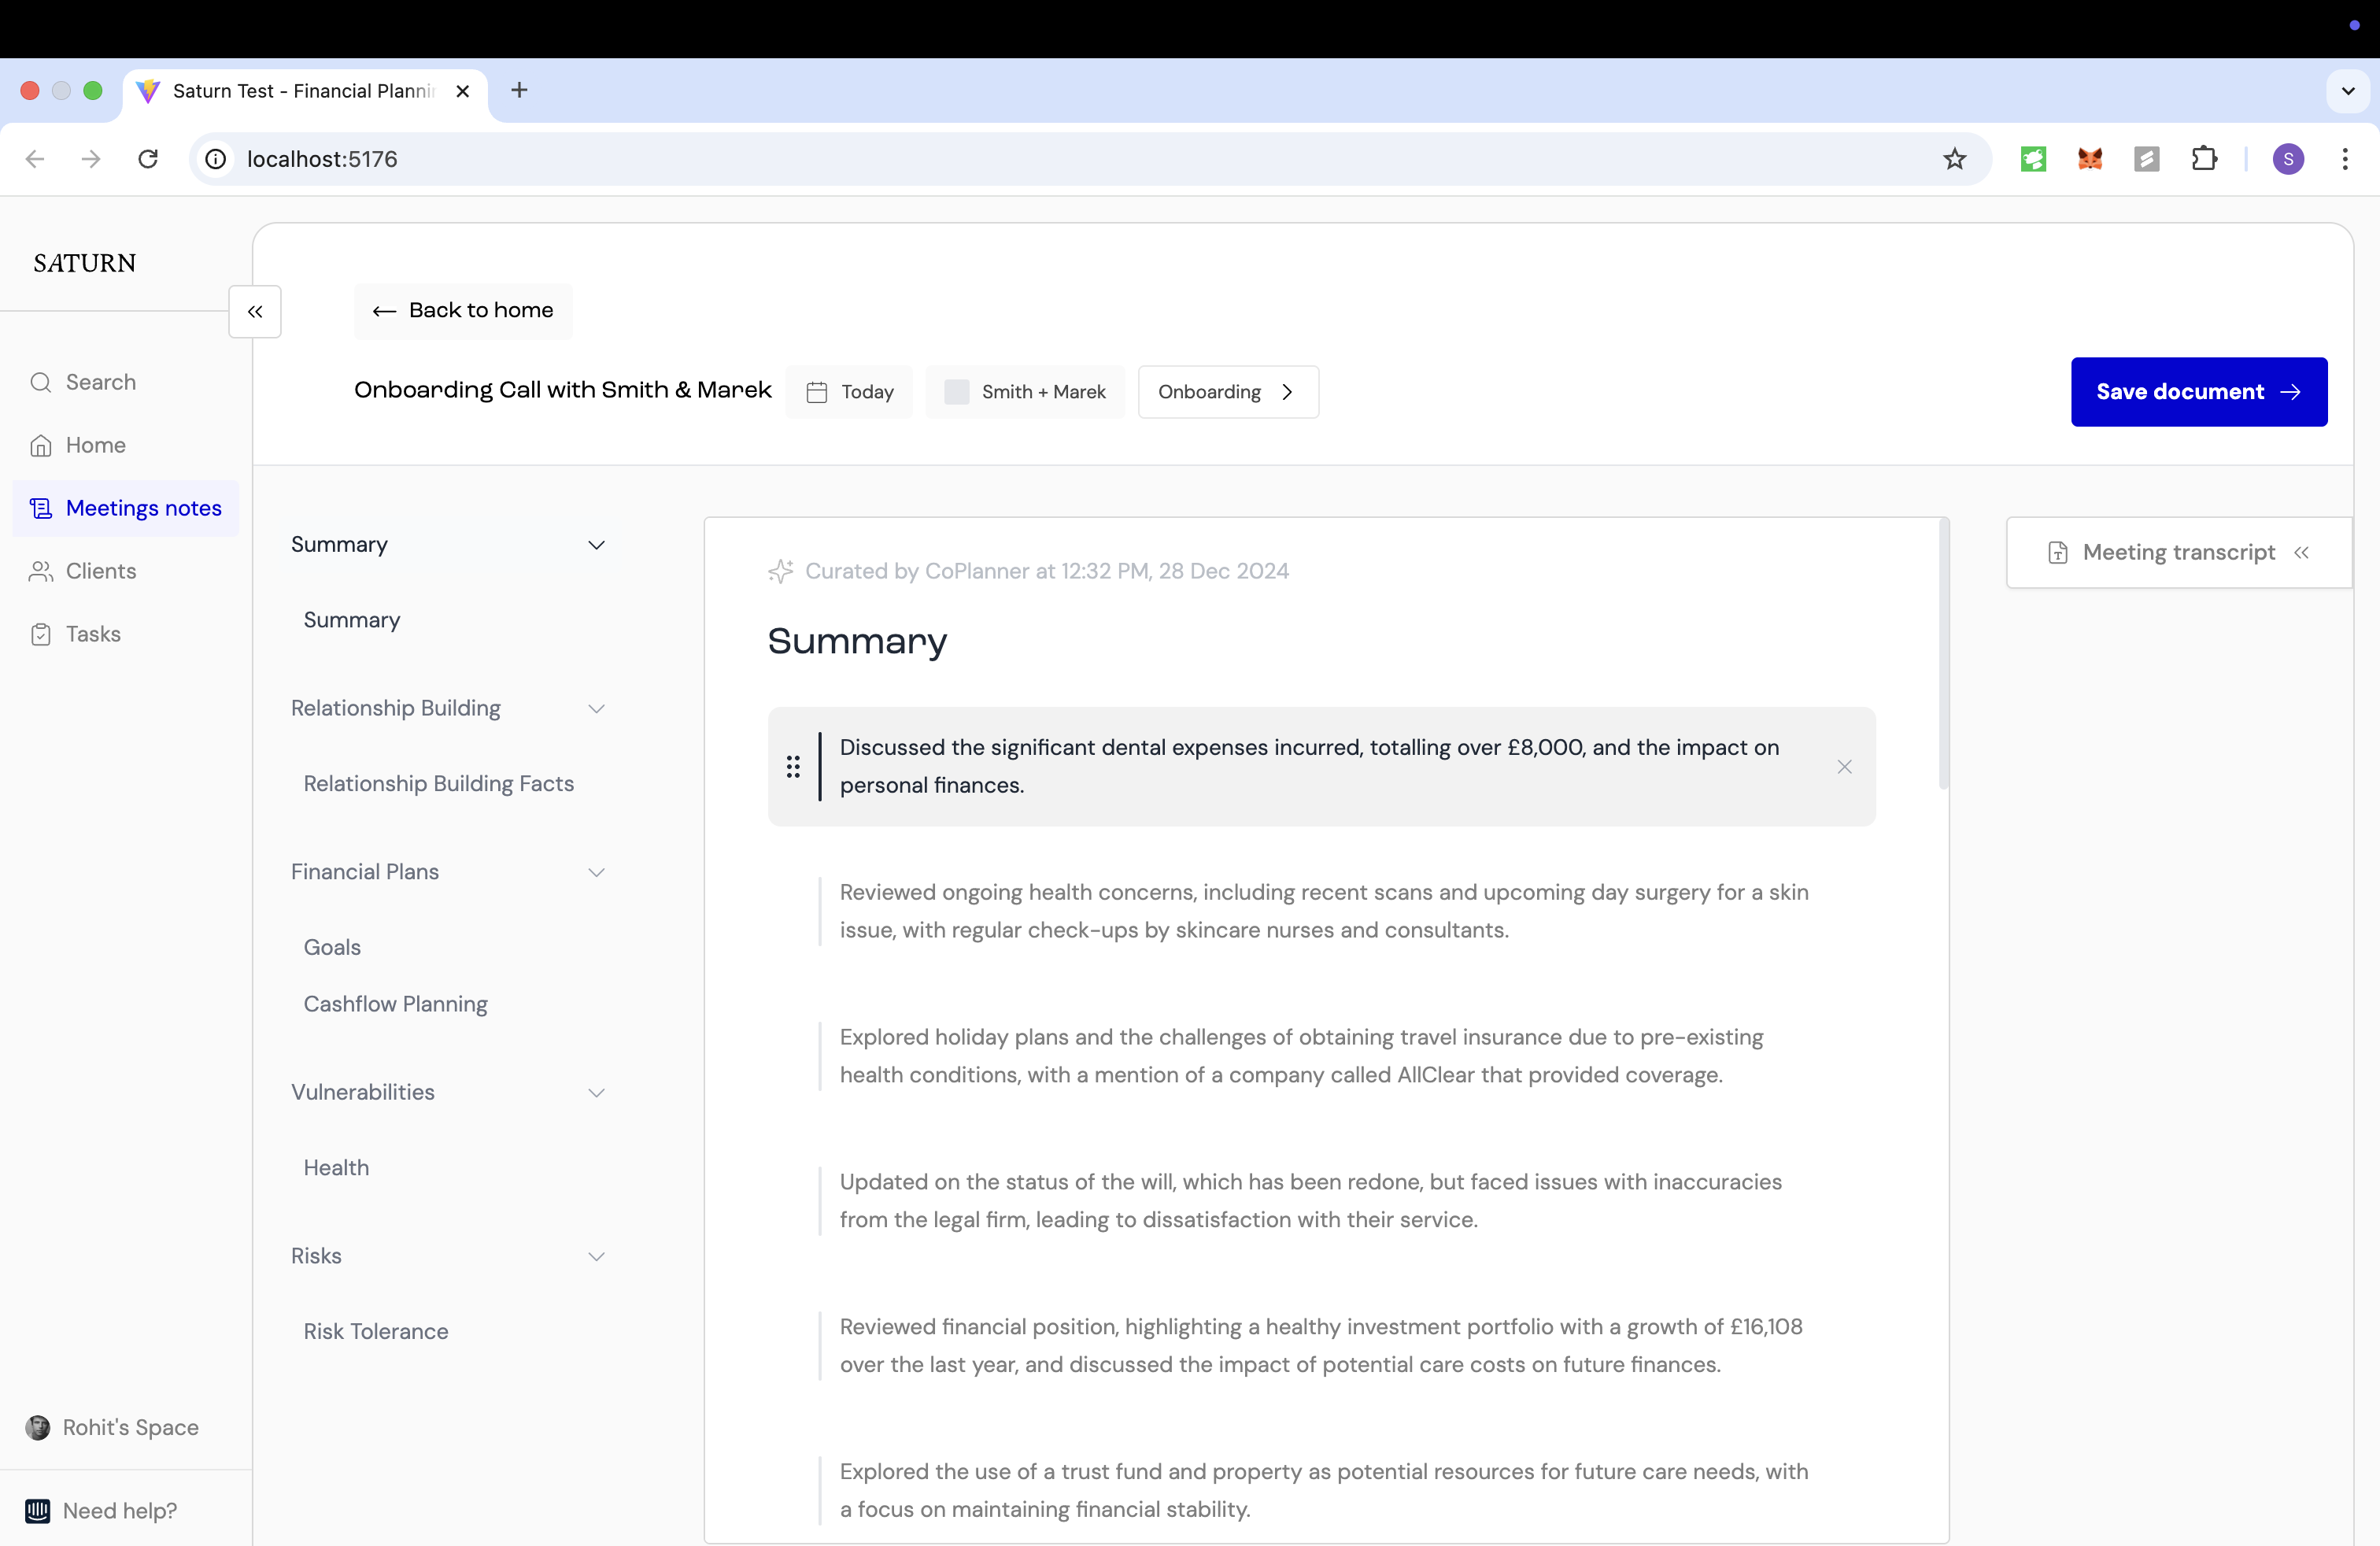 Saturn Test - Financial Plannin
localhost:5176
S
SATURN
Search
Home
Meetings notes
Clients
Tasks
Rohit's Space
Need help?
Back to home
Onboarding Call with Smith & Marek
Today
Smith + Marek
Onboarding
Save document
Summary
Summary
Relationship Building
Relationship Building Facts
Financial Plans
Goals
Cashflow Planning
Vulnerabilities
Health
Risks
Risk Tolerance
Curated by CoPlanner at 12:32 PM, 28 Dec 2024
Summary
Discussed the significant dental expenses incurred, totalling over £8,000, and the impact on
personal finances.
Reviewed ongoing health concerns, including recent scans and upcoming day surgery for a skin
issue, with regular check-ups by skincare nurses and consultants.
Explored holiday plans and the challenges of obtaining travel insurance due to pre-existing
health conditions, with a mention of a company called AllClear that provided coverage.
Updated on the status of the will, which has been redone, but faced issues with inaccuracies
from the legal firm, leading to dissatisfaction with their service.
Reviewed financial position, highlighting a healthy investment portfolio with a growth of £16,108
over the last year, and discussed the impact of potential care costs on future finances.
Explored the use of a trust fund and property as potential resources for future care needs, with
a focus on maintaining financial stability.
Meeting transcript